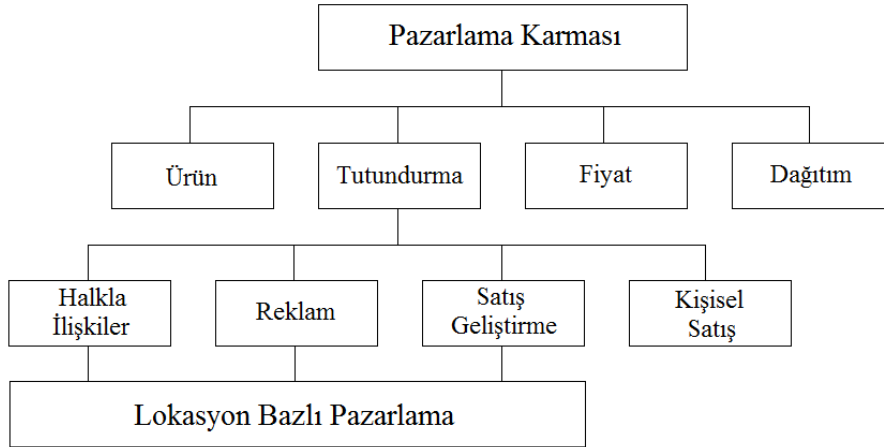 Pazarlama Karması
Ürün
Tutundurma
Fiyat
Dağıtım
Halkla
İlişkiler
Reklam
Satış
Geliştirme
Kişisel
Satış
Lokasyon Bazlı Pazarlama